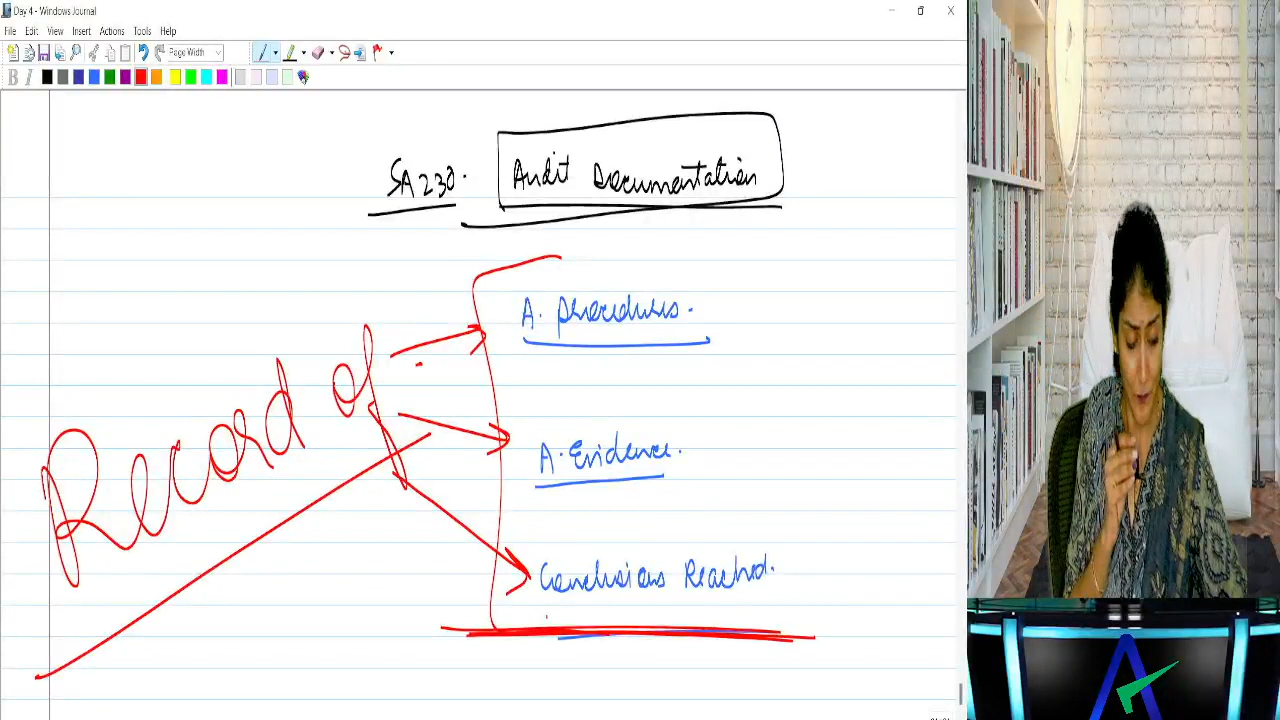 Day 4 - Windows Journal
File Edit View Insert Actions Tools Help
Page Width
B I
SA 230. Audit Documentation
Record of
A. Procedures.
A. Evidence.
Conclusions Reached.